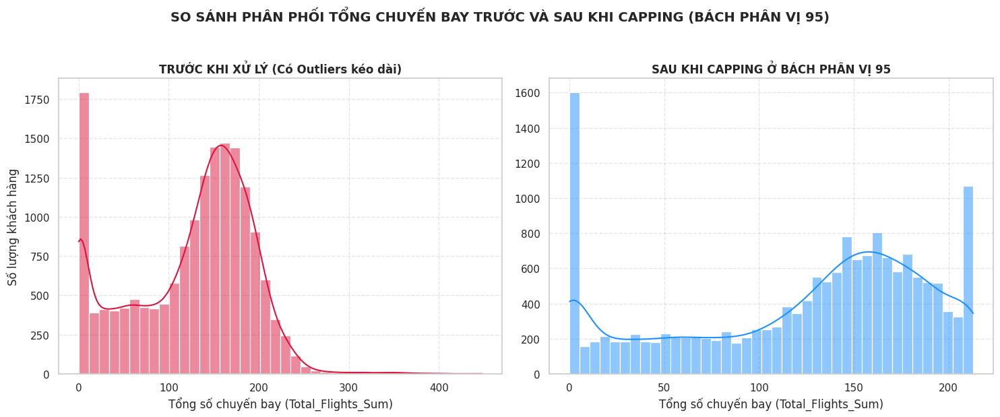 SO SÁNH PHÂN PHỐI TỔNG CHUYẾN BAY TRƯỚC VÀ SAU KHI CAPPING (BÁCH PHÂN VỊ 95)
TRƯỚC KHI XỬ LÝ (Có Outliers kéo dài)
Số lượng khách hàng
1750
1500
1250
1000
750
500
250
0
0 100 200 300 400
Tổng số chuyến bay (Total_Flights_Sum)
SAU KHI CAPPING Ở BÁCH PHÂN VỊ 95
1600
1400
1200
1000
800
600
400
200
0
0 50 100 150 200
Tổng số chuyến bay (Total_Flights_Sum)